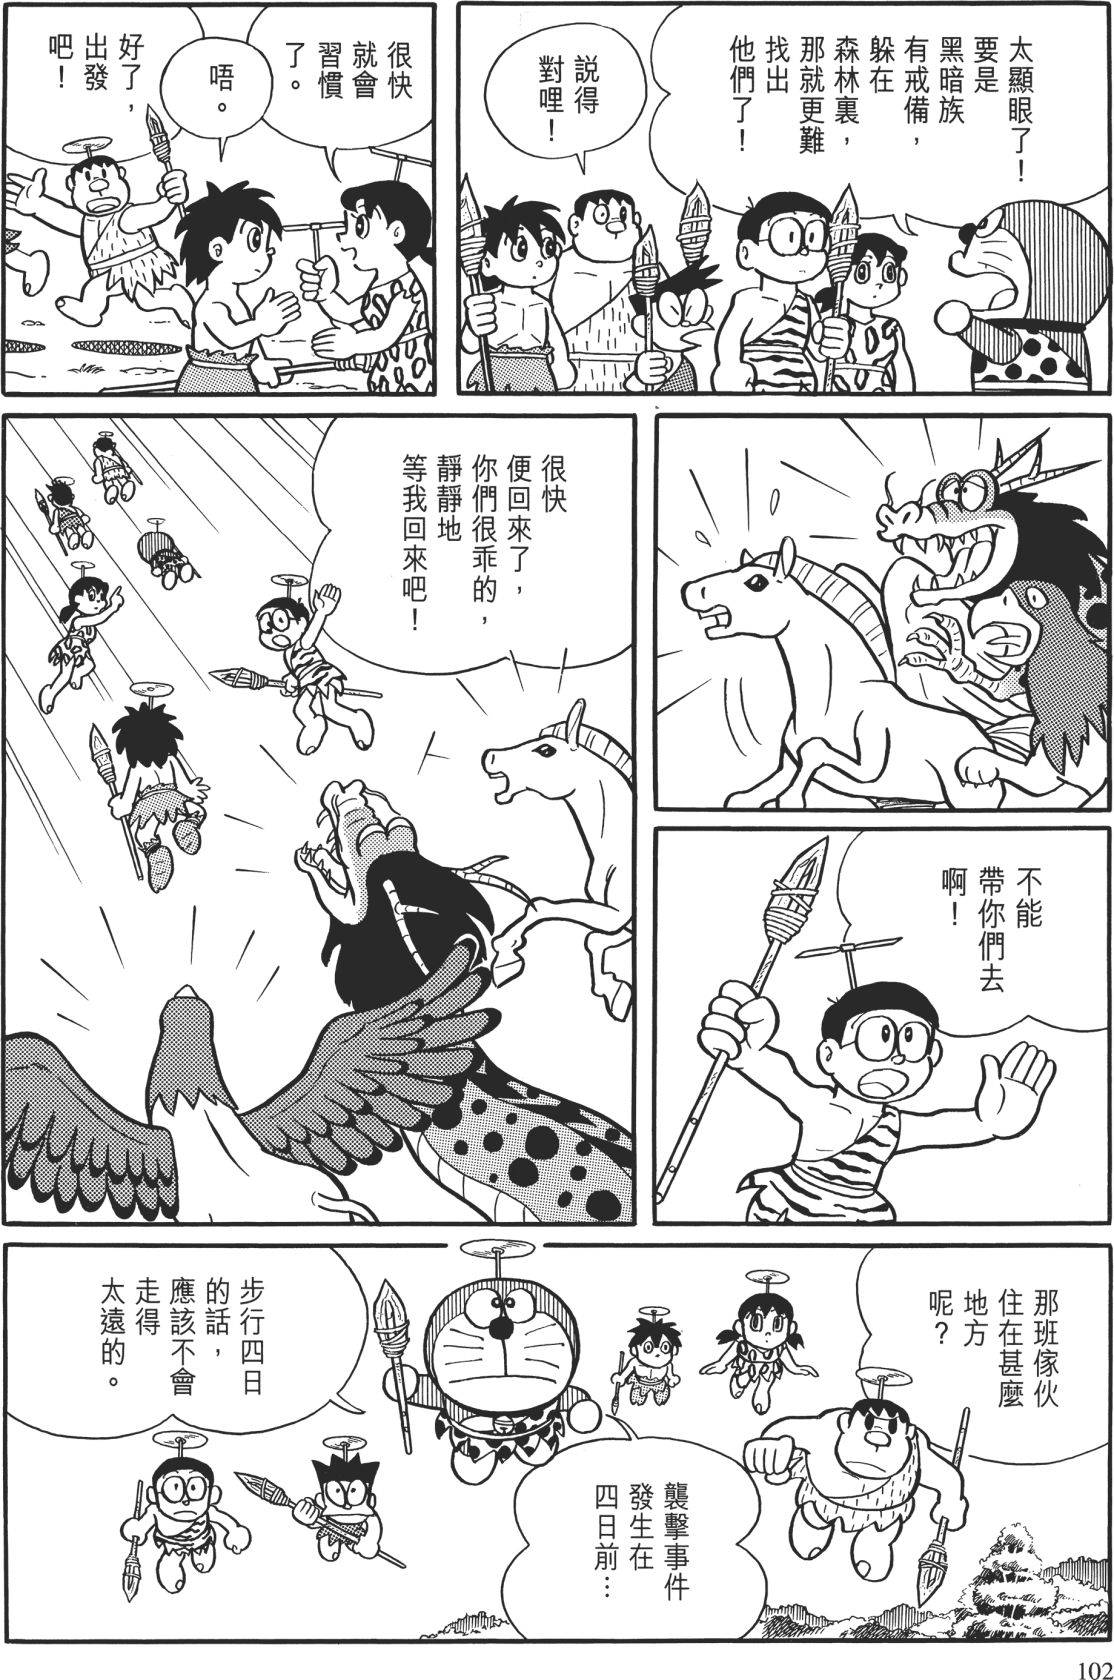 太顯眼了！
要是
黑暗族
有戒備，
躲在
森林裏，
那就更難
找出
他們了！
說得
對哩！
很快
就會
習慣
了。
唔。
好了，
出發
吧！
不能
帶你們去
啊！
很快
便回來了，
你們很乖的，
靜靜地
等我回來吧！
那班傢伙
住在甚麼
地方
呢？
襲擊事件
發生在
四日前…
步行四日
的話，
應該不會
走得
太遠的。
102